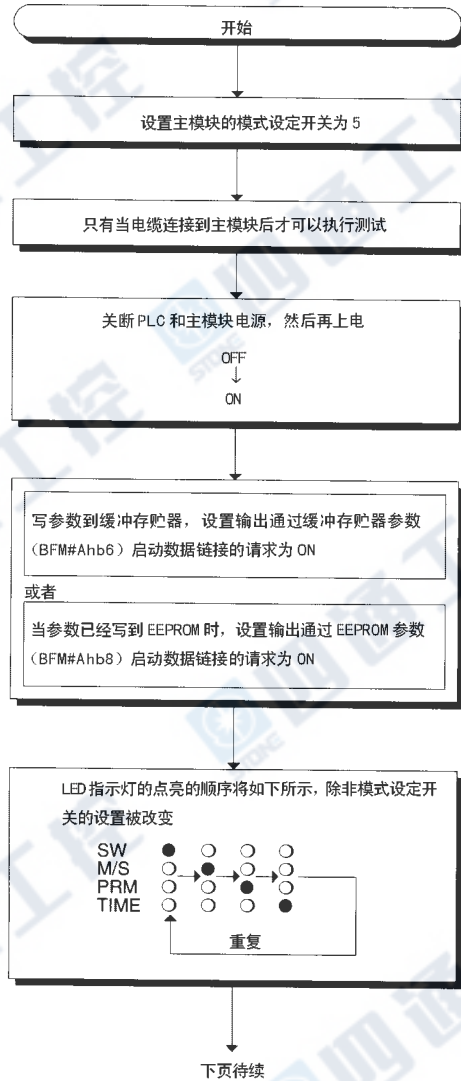 开始
设置主模块的模式设定开关为 5
只有当电缆连接到主模块后才可以执行测试
关断 PLC 和主模块电源，然后再上电
OFF
↓
ON
写参数到缓冲存贮器，设置输出通过缓冲存贮器参数
（BFM#Ahb6）启动数据链接的请求为 ON
或者
当参数已经写到 EEPROM 时，设置输出通过 EEPROM 参数
（BFM#Ahb8）启动数据链接的请求为 ON
LED 指示灯的点亮的顺序将如下所示，除非模式设定开
关的设置被改变
SW
M/S
PRM
TIME
重复
下页待续
四通工控
STONE